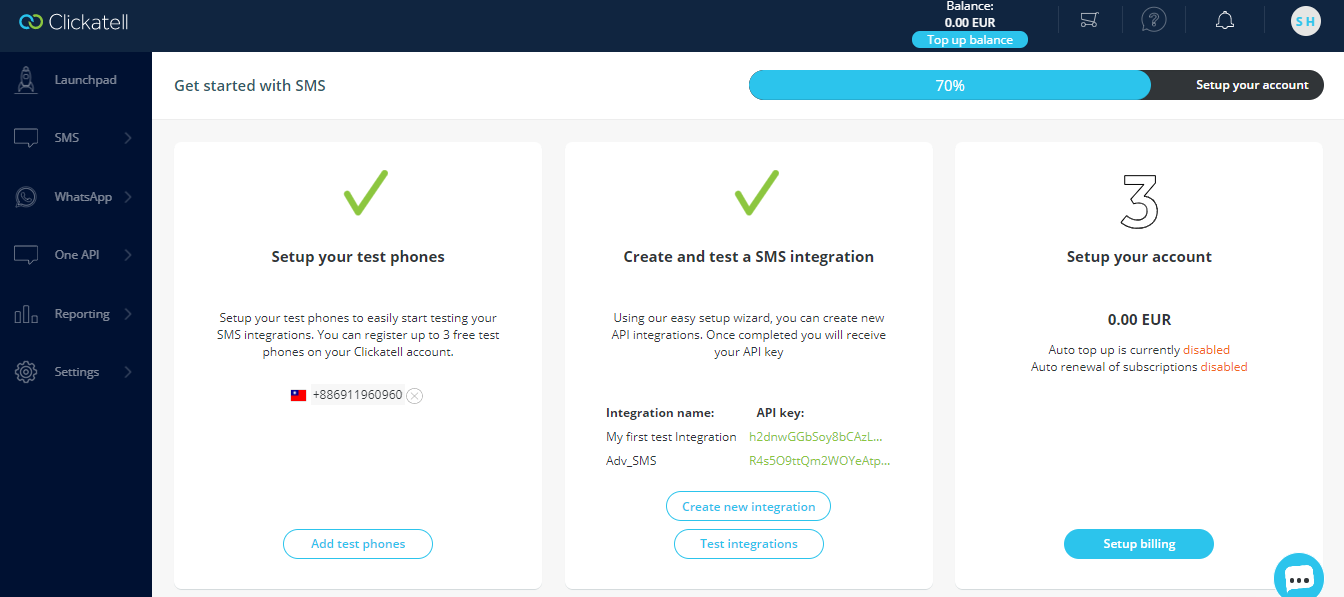 Clickatell
Balance:
0.00 EUR
Top up balance
?
S H
Launchpad
SMS
WhatsApp
One API
Reporting
Settings
Get started with SMS
70%
Setup your account
Setup your test phones
Setup your test phones to easily start testing your
SMS integrations. You can register up to 3 free test
phones on your Clickatell account.
+886911960960
Add test phones
Create and test a SMS integration
Using our easy setup wizard, you can create new
API integrations. Once completed you will receive
your API key
Integration name: API key:
My first test Integration h2dnwGGbSoy8bCAzL...
Adv_SMS R4s5O9ttQm2WOYeAtp...
Create new integration
Test integrations
3
Setup your account
0.00 EUR
Auto top up is currently disabled
Auto renewal of subscriptions disabled
Setup billing